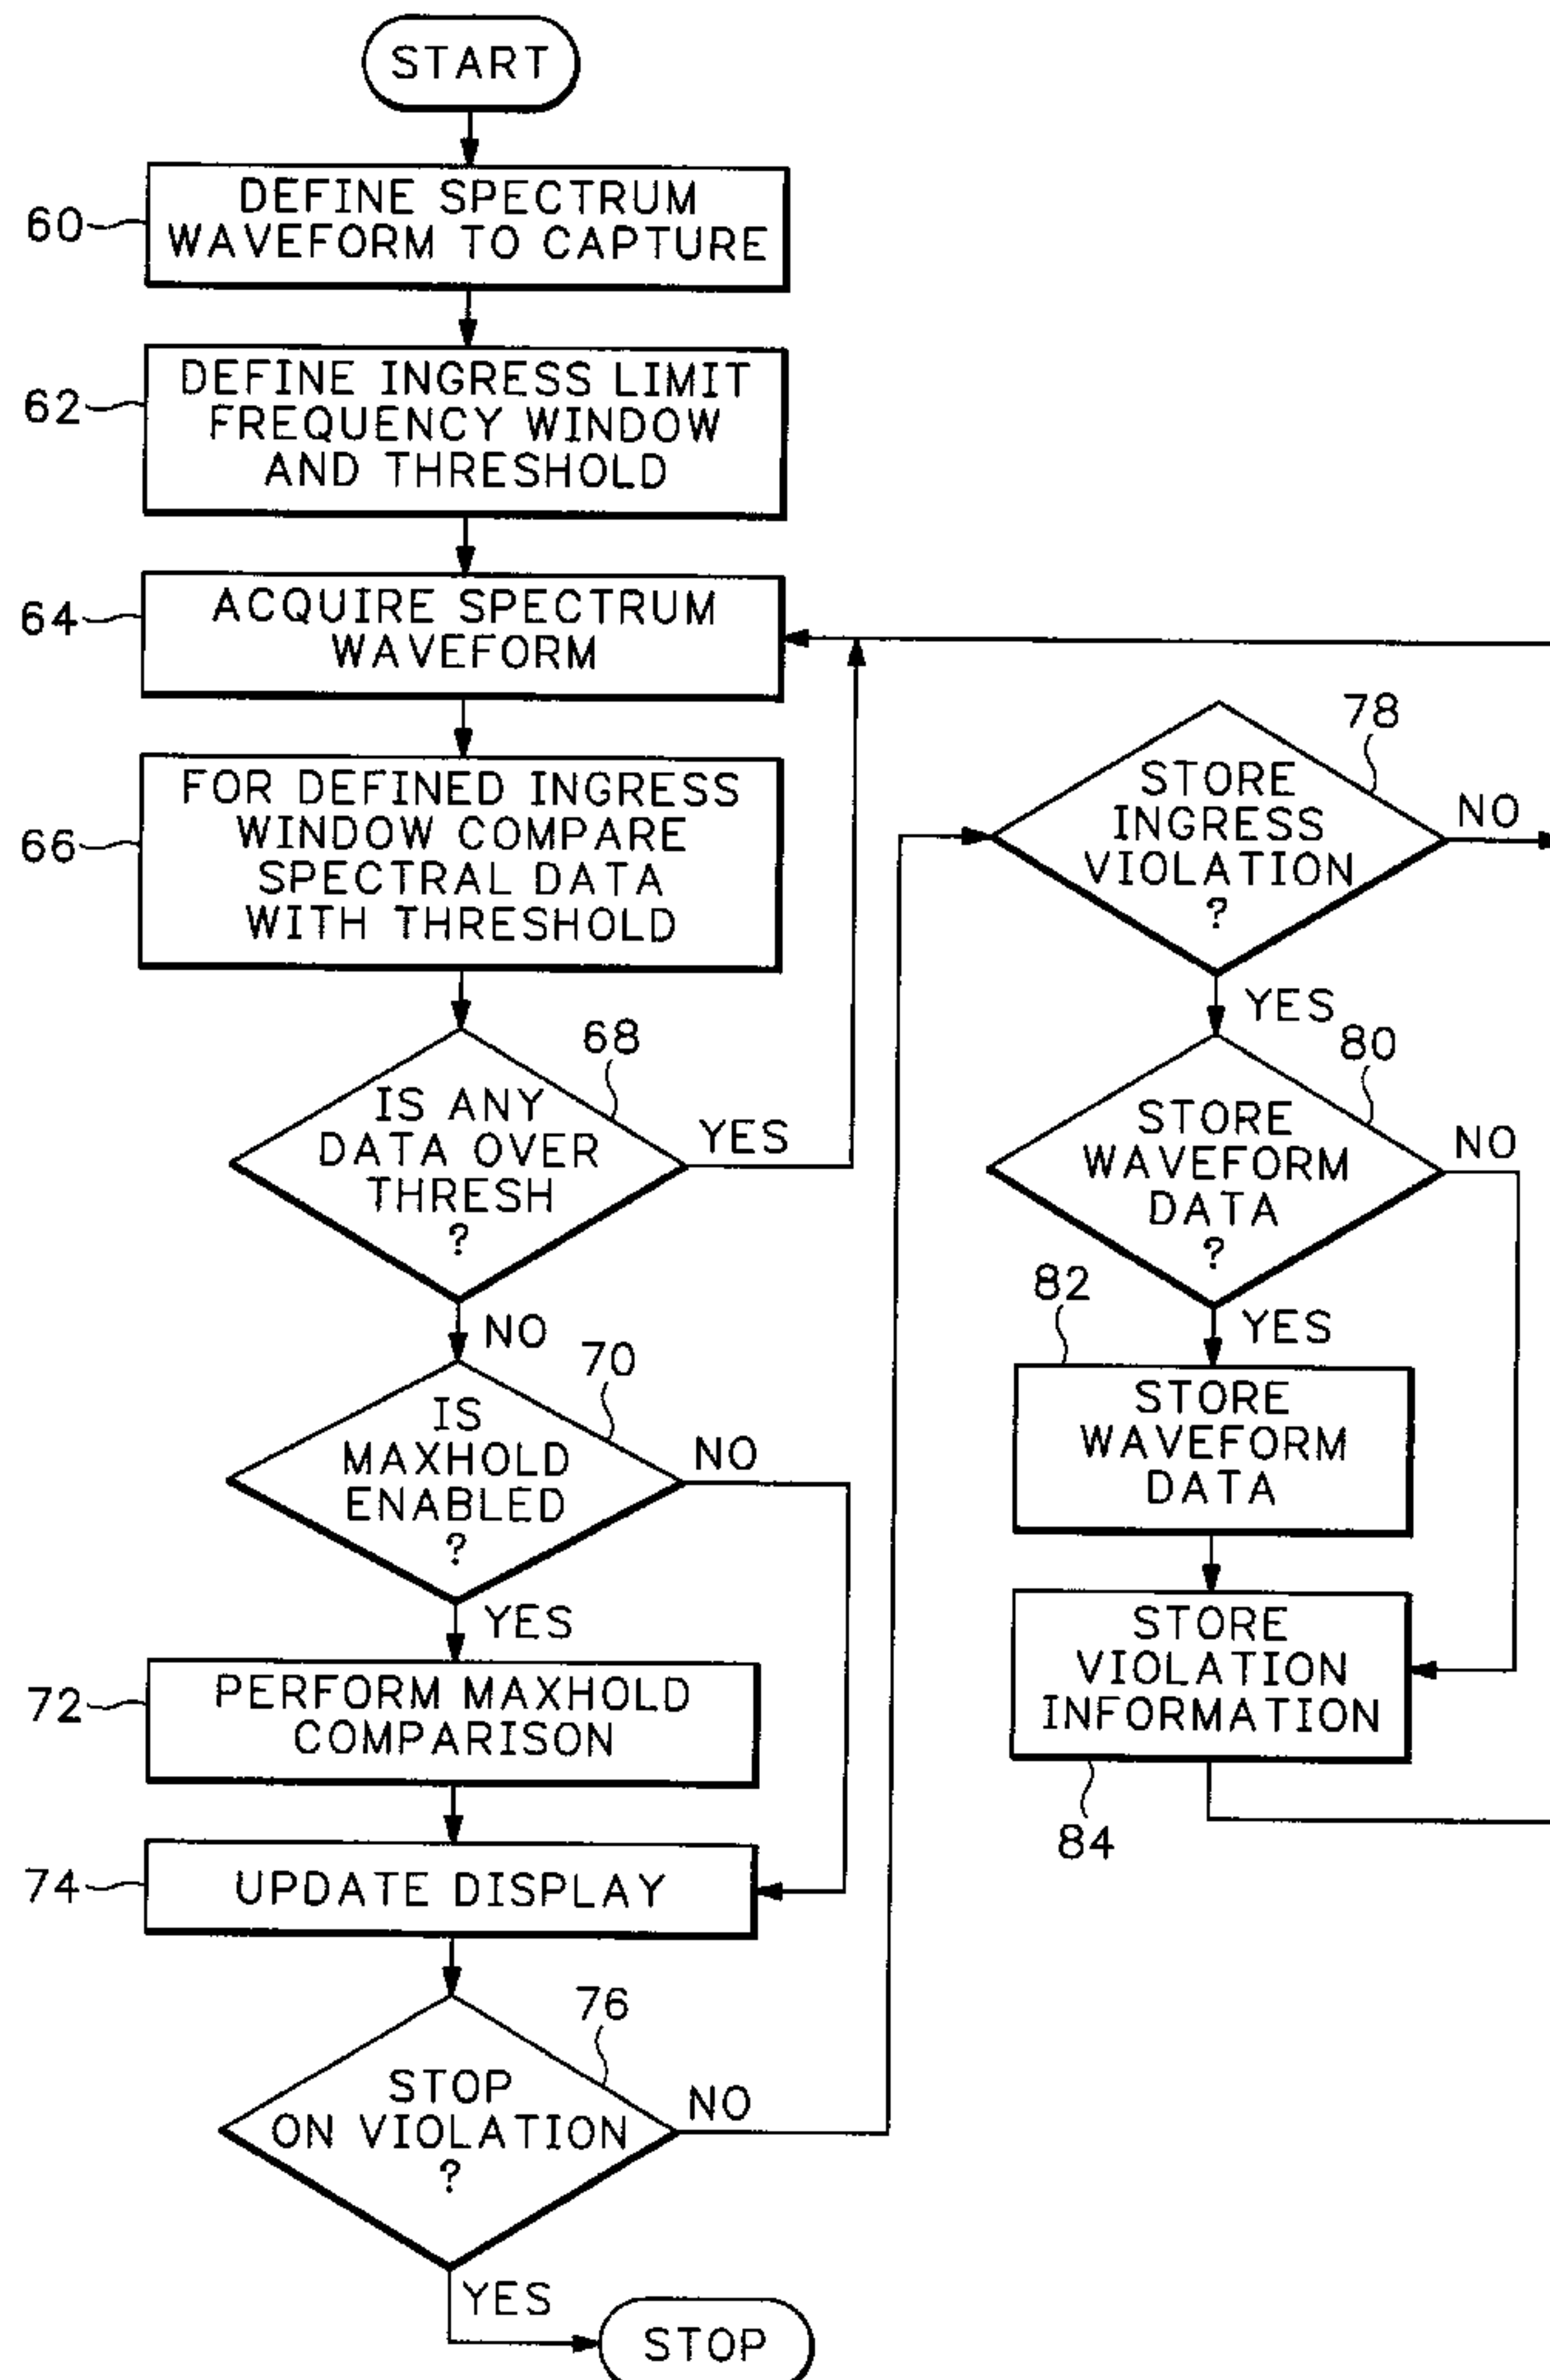 START
60
DEFINE SPECTRUM
WAVEFORM TO CAPTURE
62
DEFINE INGRESS LIMIT
FREQUENCY WINDOW
AND THRESHOLD
64
ACQUIRE SPECTRUM
WAVEFORM
66
FOR DEFINED INGRESS
WINDOW COMPARE
SPECTRAL DATA
WITH THRESHOLD
68
IS ANY
DATA OVER
THRESH
?
YES
NO
70
IS
MAXHOLD
ENABLED
?
NO
YES
72
PERFORM MAXHOLD
COMPARISON
74
UPDATE DISPLAY
76
STOP
ON VIOLATION
?
NO
YES
STOP
78
STORE
INGRESS
VIOLATION
?
NO
YES
80
STORE
WAVEFORM
DATA
?
NO
YES
82
STORE
WAVEFORM
DATA
STORE
VIOLATION
INFORMATION
84